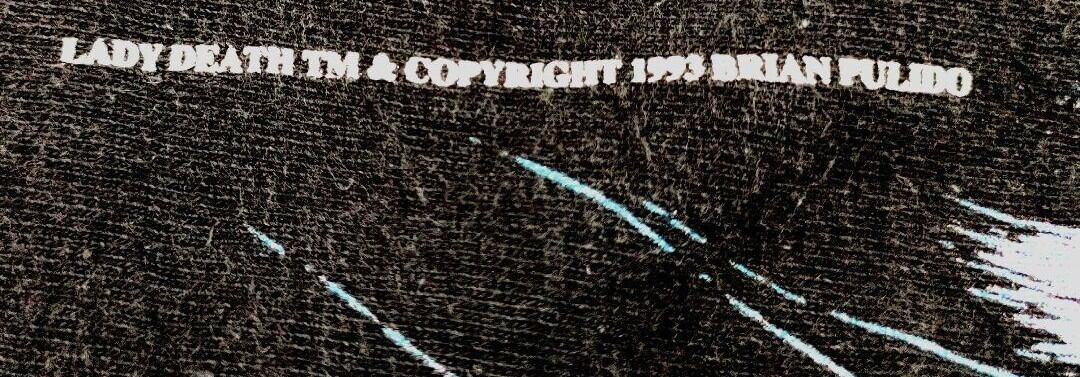 LADY DEATH TM & COPYRIGHT 1993 BRIAN PULIDO